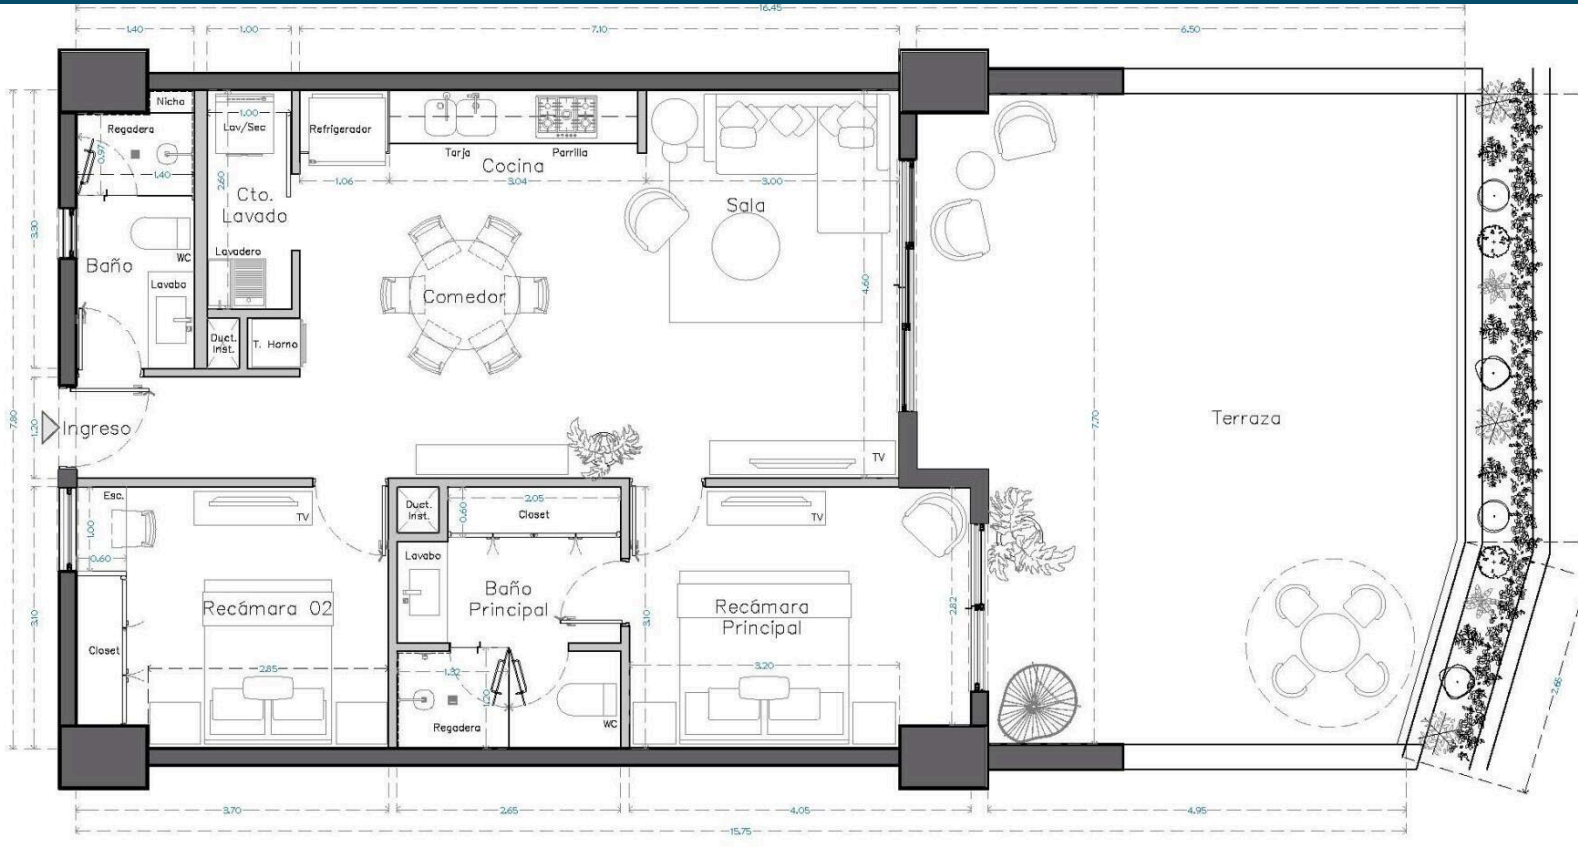 16.45
1.40
1.00
7.10
6.50
Nicho
Regadera
0.97
1.40
1.00
Lav/Sec
2.60
Refrigerador
Tarja
Parrilla
Cocina
1.06
3.04
3.00
Cto.
Lavado
Sala
3.30
Baño
WC
Lavabo
Lavadero
Comedor
4.60
Duct.
Inst.
T. Horno
7.80
1.20
Ingreso
TV
7.70
Terraza
Esc.
1.00
0.60
TV
Duct.
Inst.
0.60
2.05
Closet
TV
Lavabo
Baño
Principal
Recámara 02
Recámara
Principal
3.10
3.10
2.82
Closet
2.85
1.32
1.20
3.20
Regadera
WC
2.65
3.70
2.65
4.05
4.95
15.75